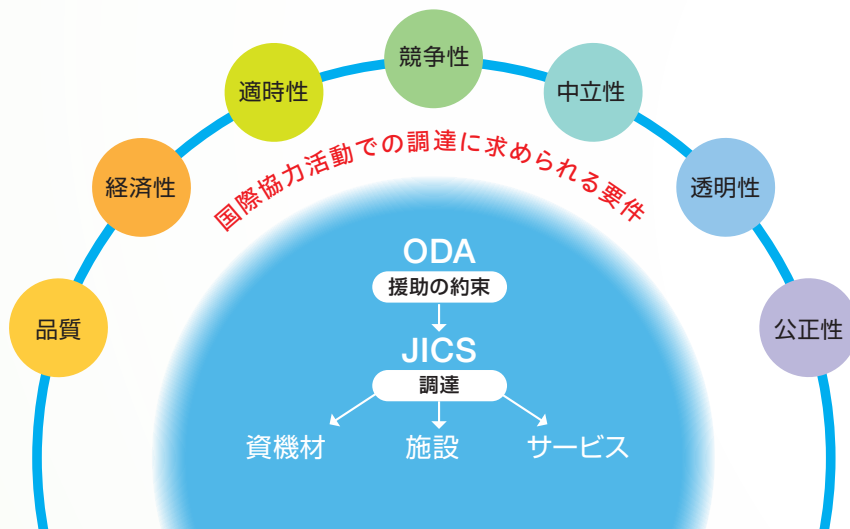 競争性
適時性
中立性
経済性
透明性
品質
公正性
国際協力活動での調達に求められる要件
ODA
援助の約束
JICS
調達
資機材
施設
サービス